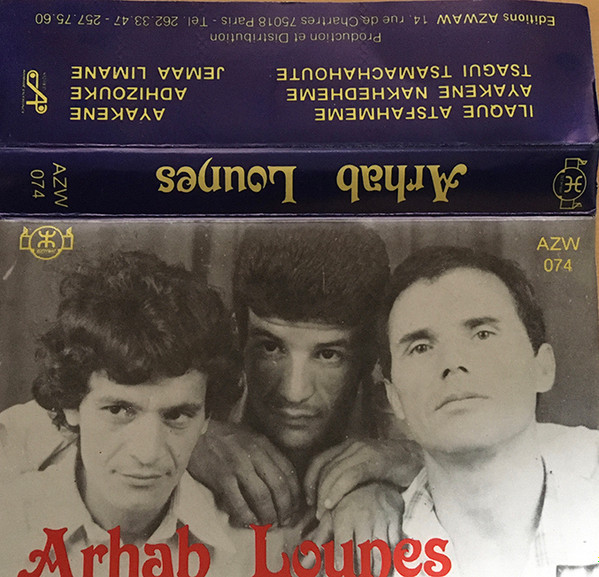 Arhab Lounes
AZW
074
ILAQUE ATSFAHMEME
AYAKENE NAKHEDHEME
TSAGUI TSAMACHAHOUTE
AYAKENE
ADHIZOUKE
JEMAA LIMANE
Production et Distribution
Editions AZWAW 14, rue de Chartres 75018 Paris - Tel. 262.33.47 - 257.75.60
AZW
074
Arhab Lounes